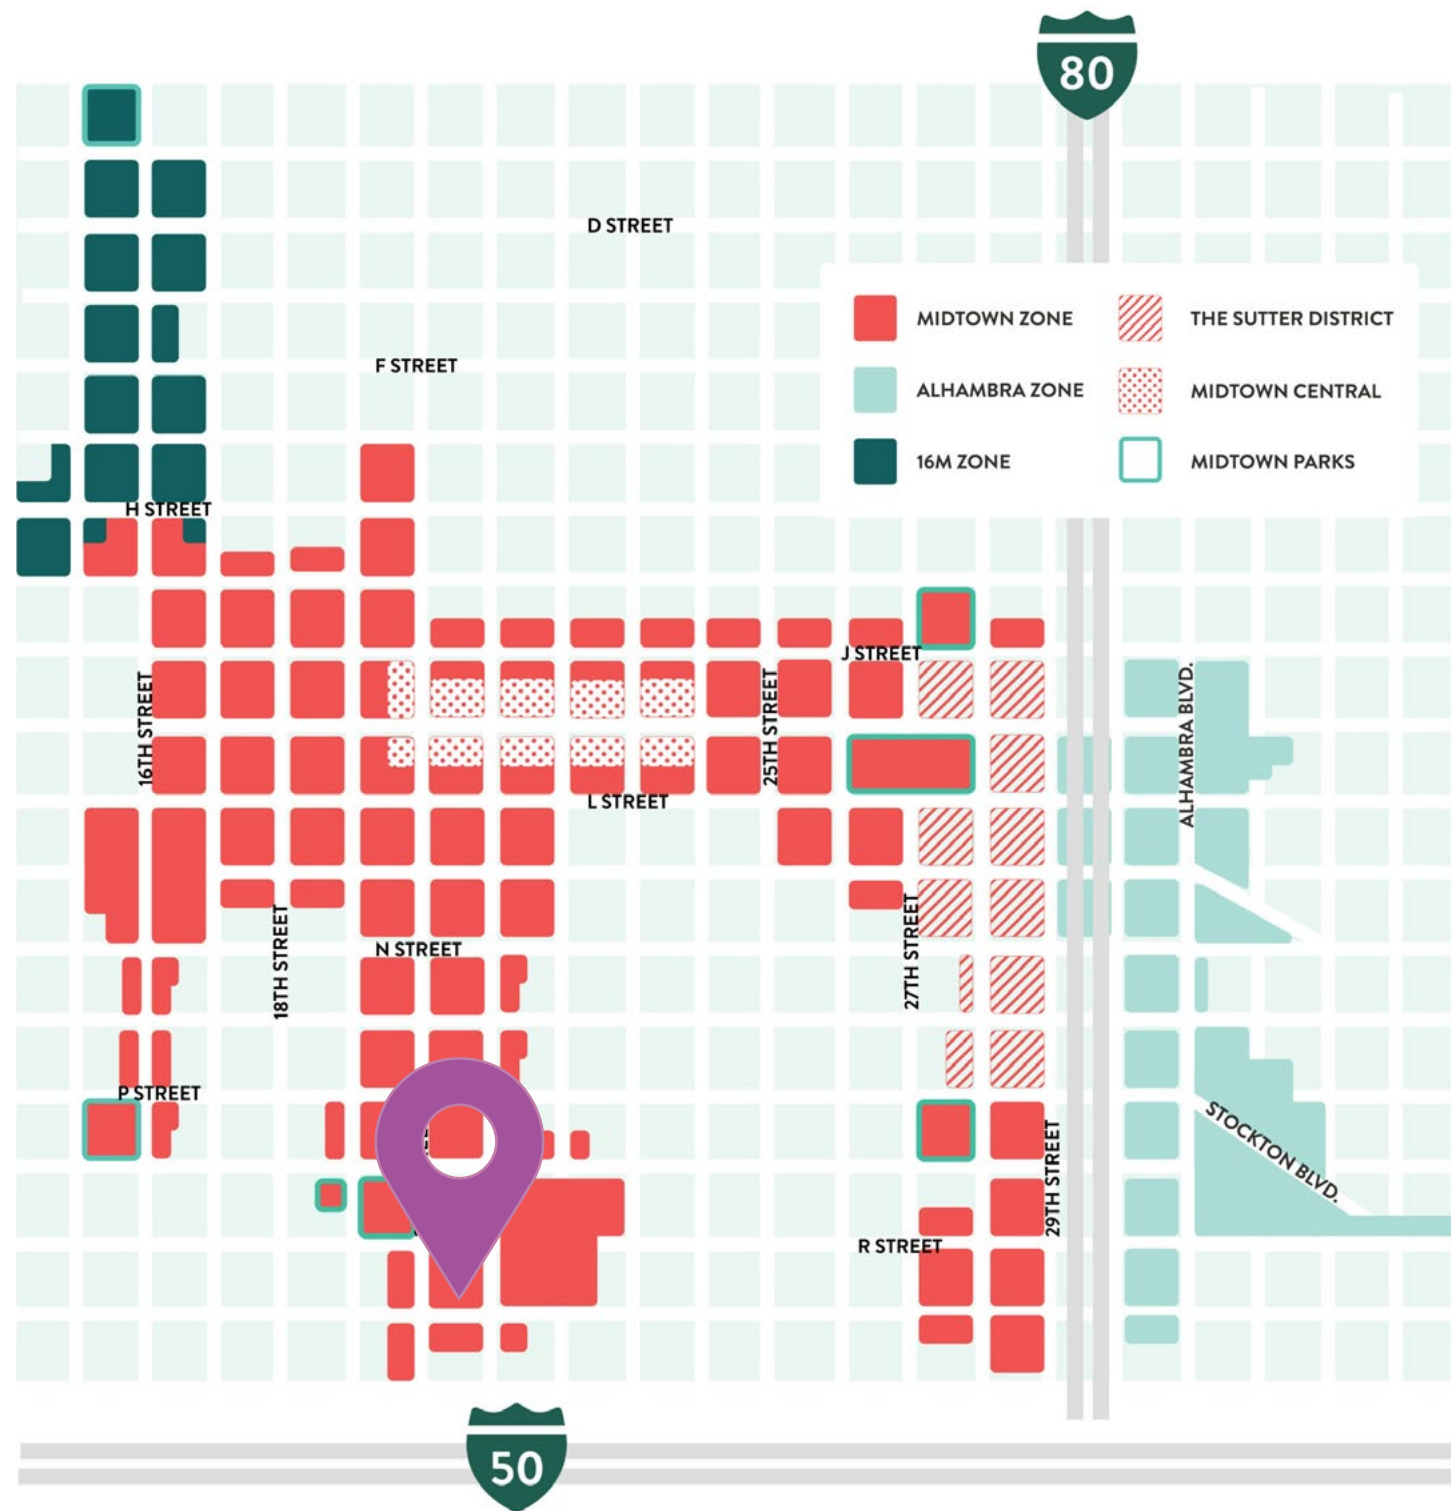 80
D STREET
MIDTOWN ZONE
THE SUTTER DISTRICT
F STREET
ALHAMBRA ZONE
MIDTOWN CENTRAL
16M ZONE
MIDTOWN PARKS
H STREET
J STREET
16TH STREET
25TH STREET
ALHAMBRA BLVD.
L STREET
18TH STREET
N STREET
27TH STREET
P STREET
STOCKTON BLVD.
29TH STREET
R STREET
50